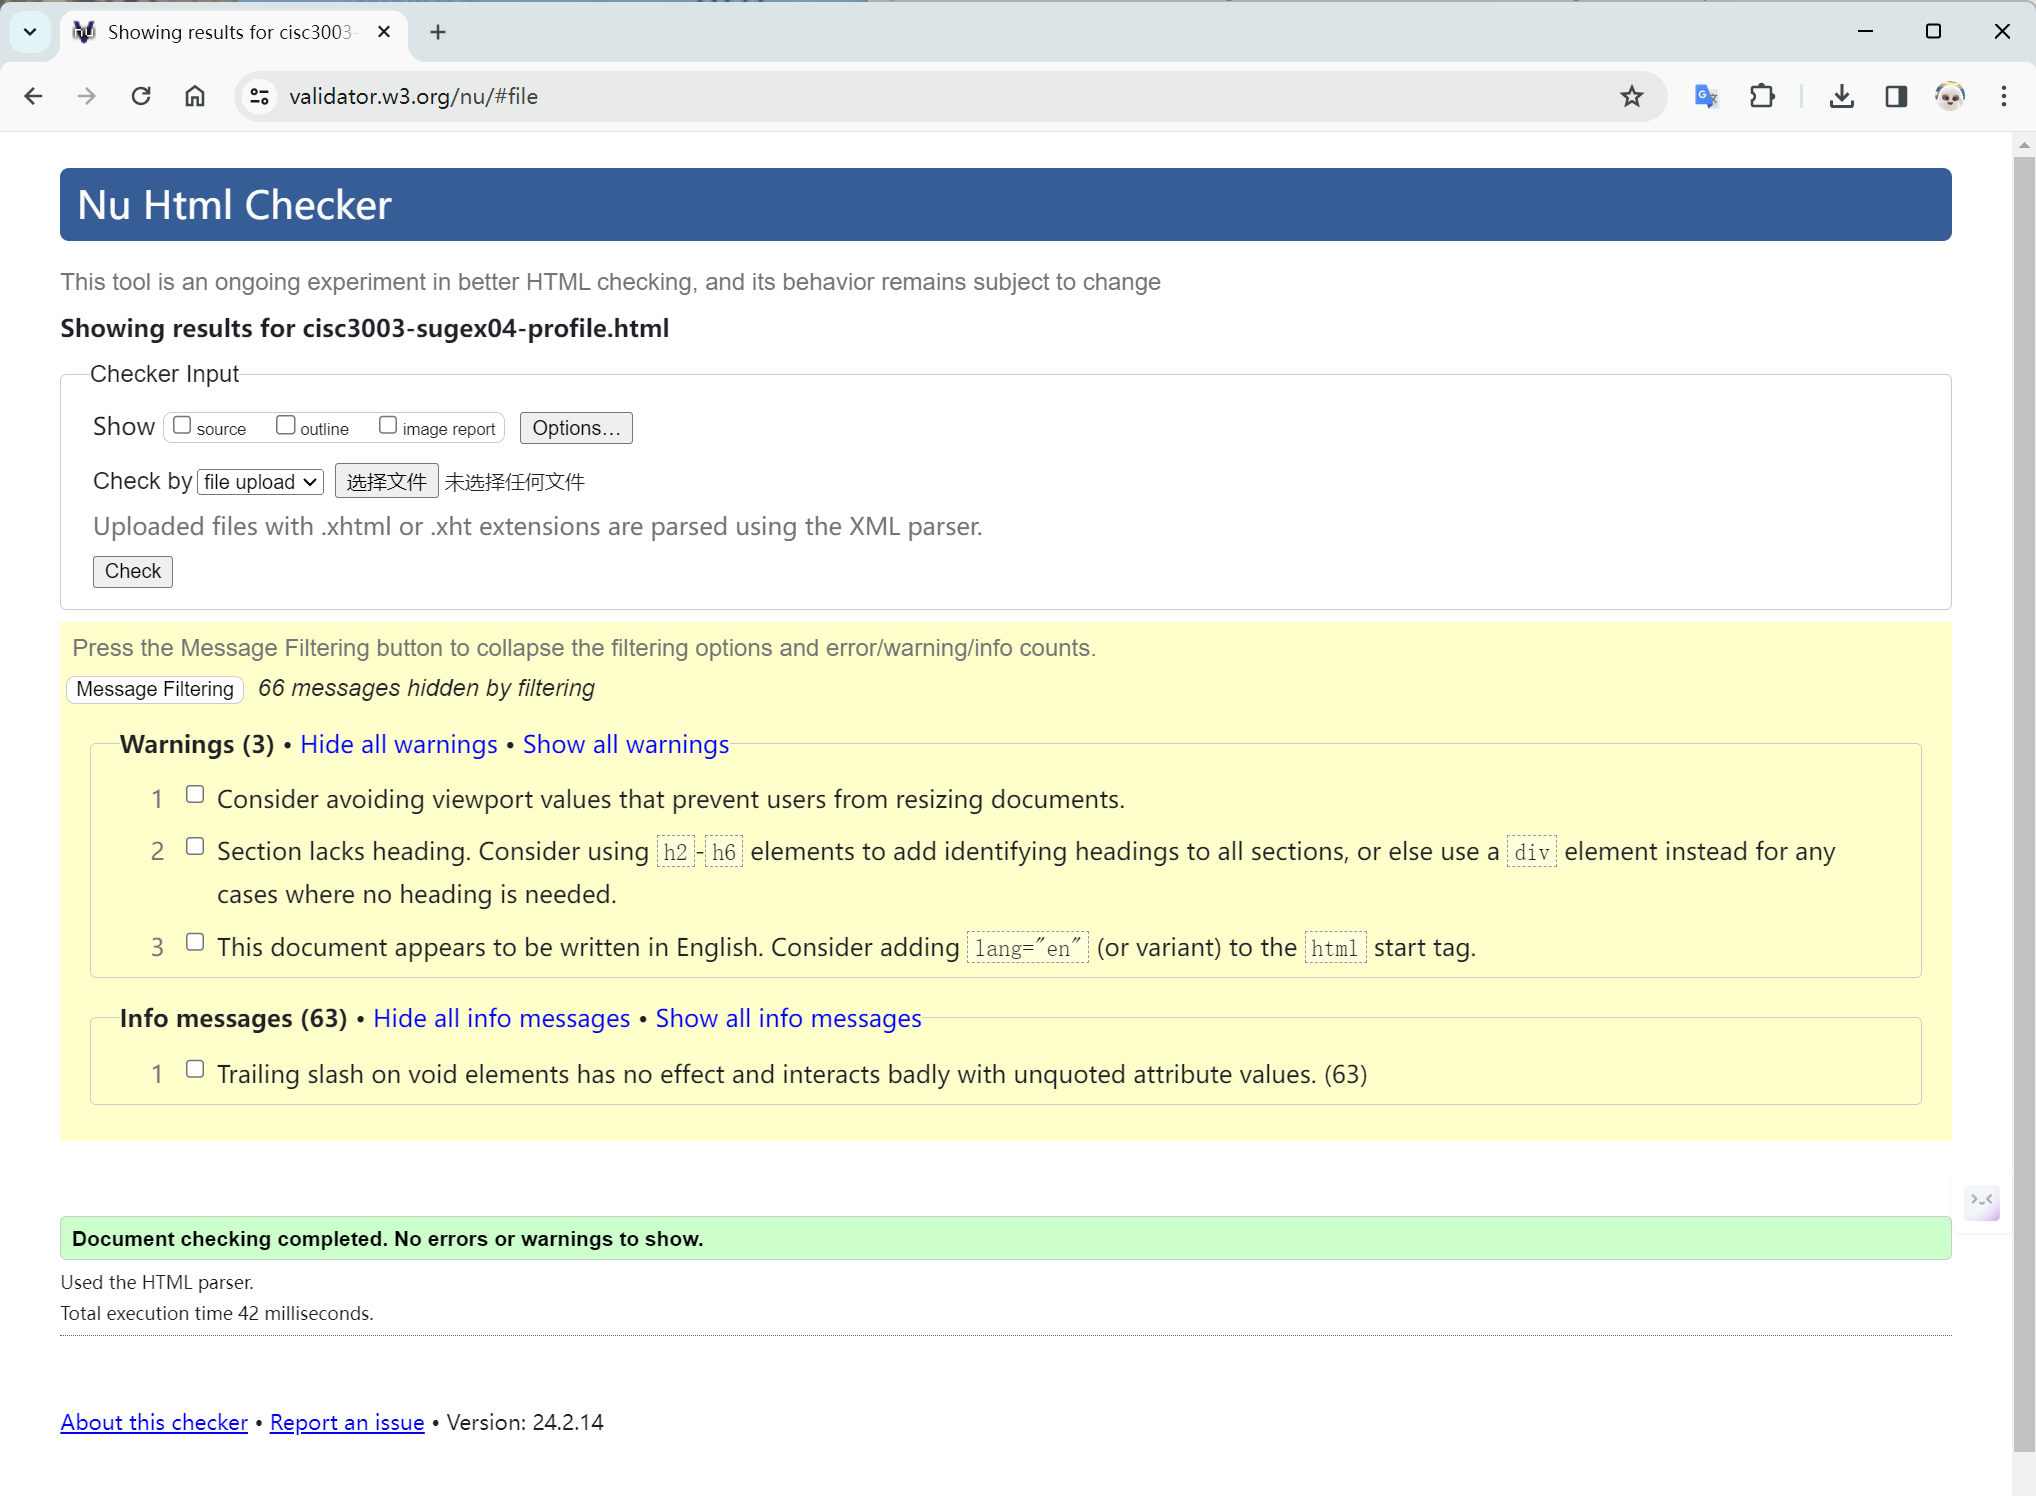 Showing results for cisc3003-
validator.w3.org/nu/#file
Nu Html Checker
This tool is an ongoing experiment in better HTML checking, and its behavior remains subject to change
Showing results for cisc3003-sugex04-profile.html
Checker Input
Show source outline image report Options...
Check by file upload 选择文件 未选择任何文件
Uploaded files with .xhtml or .xht extensions are parsed using the XML parser.
Check
Press the Message Filtering button to collapse the filtering options and error/warning/info counts.
Message Filtering 66 messages hidden by filtering
Warnings (3) • Hide all warnings • Show all warnings
1 Consider avoiding viewport values that prevent users from resizing documents.
2 Section lacks heading. Consider using h2-h6 elements to add identifying headings to all sections, or else use a div element instead for any
cases where no heading is needed.
3 This document appears to be written in English. Consider adding lang="en" (or variant) to the html start tag.
Info messages (63) • Hide all info messages • Show all info messages
1 Trailing slash on void elements has no effect and interacts badly with unquoted attribute values. (63)
Document checking completed. No errors or warnings to show.
Used the HTML parser.
Total execution time 42 milliseconds.
About this checker • Report an issue • Version: 24.2.14